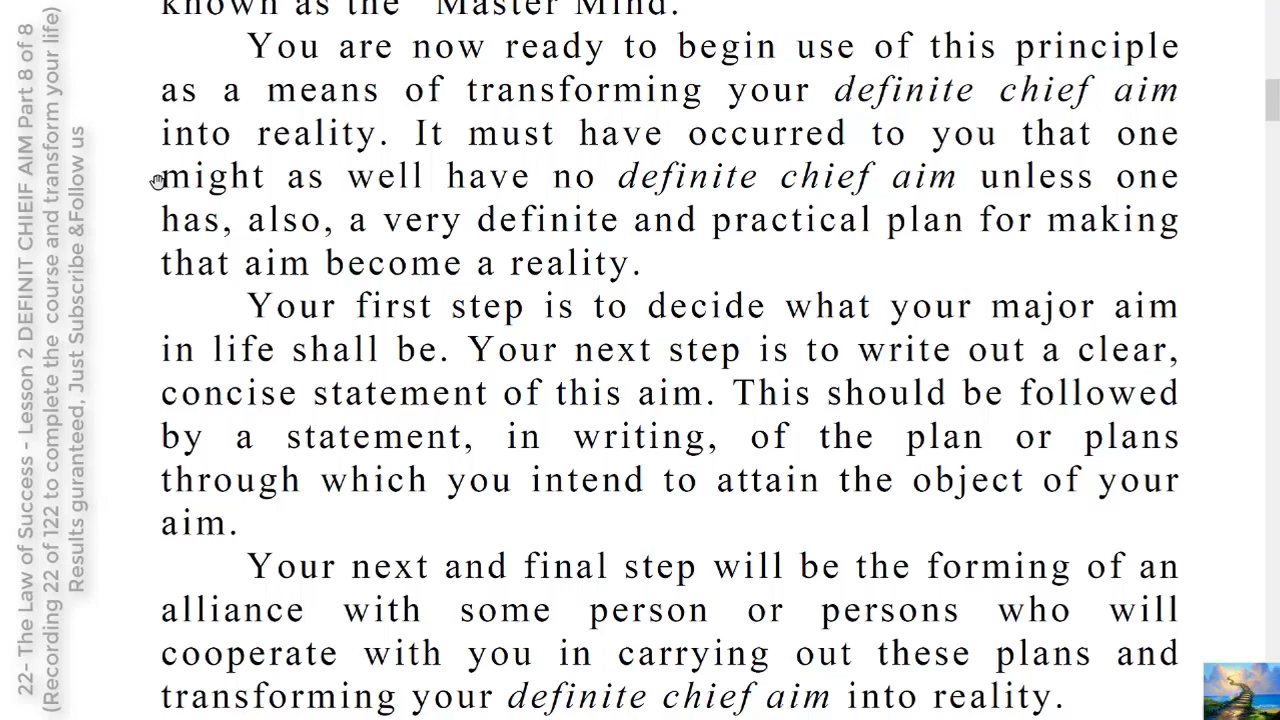 known as the "Master Mind.
You are now ready to begin use of this principle
as a means of transforming your definite chief aim
into reality. It must have occurred to you that one
might as well have no definite chief aim unless one
has, also, a very definite and practical plan for making
that aim become a reality.
Your first step is to decide what your major aim
in life shall be. Your next step is to write out a clear,
concise statement of this aim. This should be followed
by a statement, in writing, of the plan or plans
through which you intend to attain the object of your
aim.
Your next and final step will be the forming of an
alliance with some person or persons who will
cooperate with you in carrying out these plans and
transforming your definite chief aim into reality.
22- The Law of Success - Lesson 2 DEFINIT CHIEIF AIM Part 8 of 8
(Recording 22 of 122 to complete the course and transform your life)
Results guranteed, Just Subscribe &Follow us